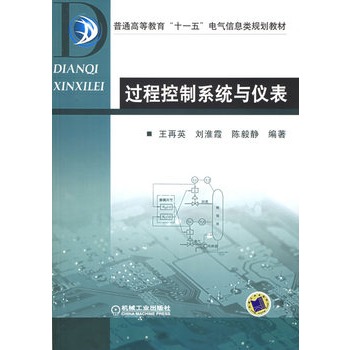 普通高等教育“十一五”电气信息类规划教材
DIANQI
XINXILEI
过程控制系统与仪表
王再英 刘淮霞 陈毅静 编著
机械工业出版社
CHINA MACHINE PRESS